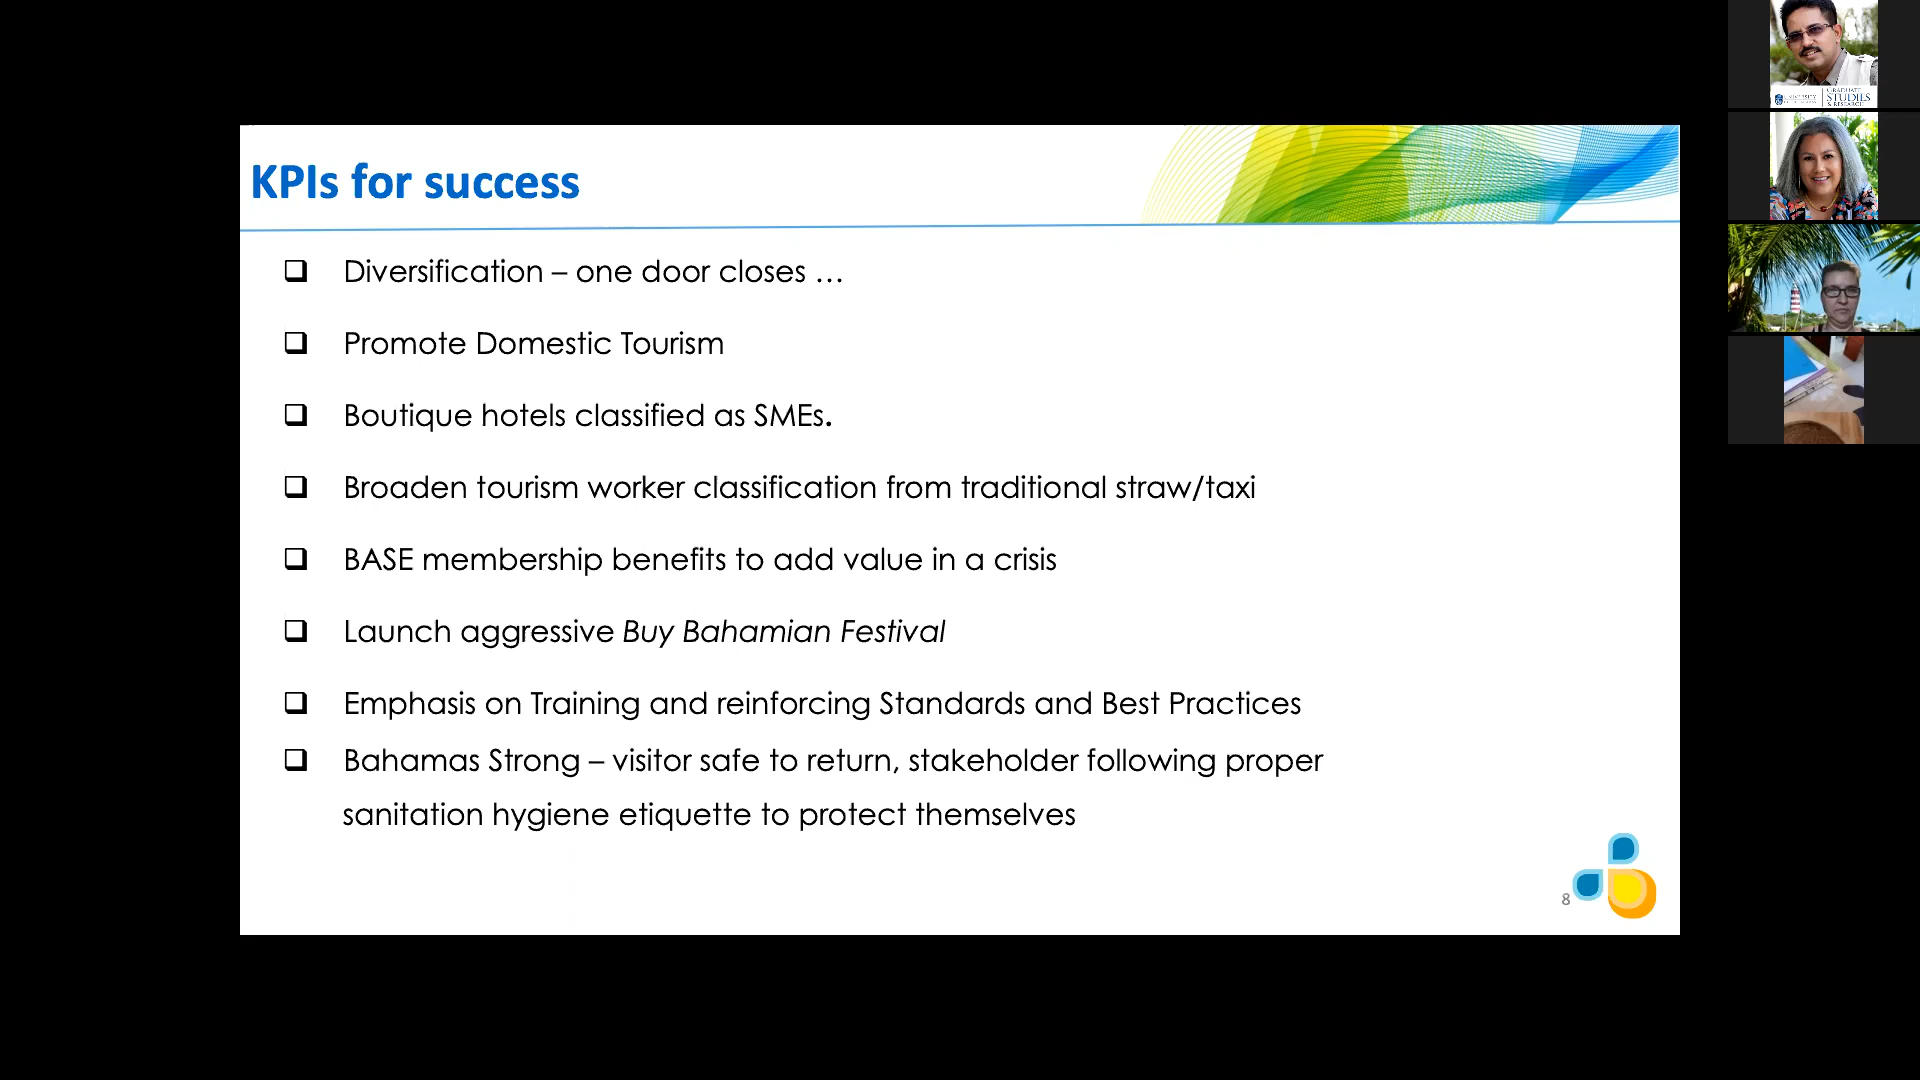 KPIs for success
Diversification – one door closes ...
Promote Domestic Tourism
Boutique hotels classified as SMEs.
Broaden tourism worker classification from traditional straw/taxi
BASE membership benefits to add value in a crisis
Launch aggressive Buy Bahamian Festival
Emphasis on Training and reinforcing Standards and Best Practices
Bahamas Strong – visitor safe to return, stakeholder following proper
sanitation hygiene etiquette to protect themselves
8
UNIVERSITY
GRADUATE
STUDIES
& RESEARCH